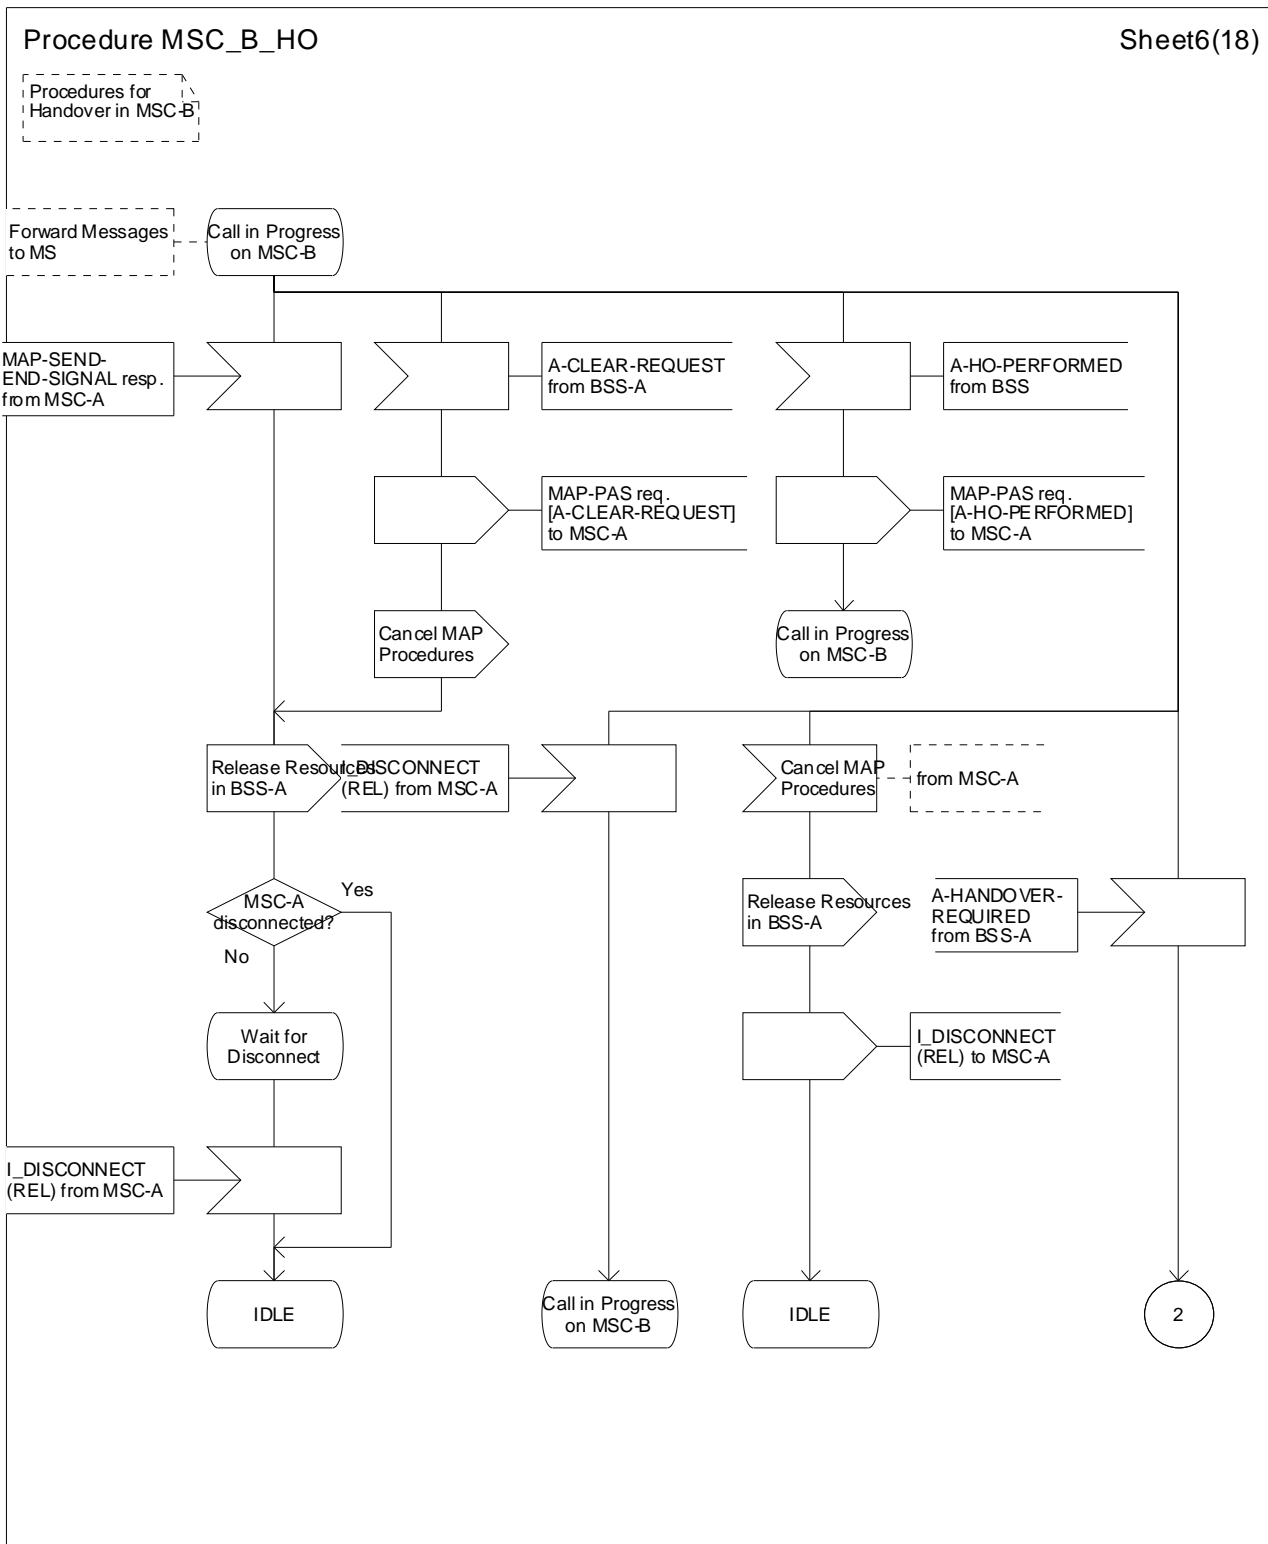 Procedure MSC_B_HO
Sheet6(18)
Procedures for
Handover in MSC-B
Forward Messages
to MS
Call in Progress
on MSC-B
MAP-SEND-
END-SIGNAL resp.
from MSC-A
A-CLEAR-REQUEST
from BSS-A
A-HO-PERFORMED
from BSS
MAP-PAS req.
[A-CLEAR-REQUEST]
to MSC-A
MAP-PAS req.
[A-HO-PERFORMED]
to MSC-A
Cancel MAP
Procedures
Call in Progress
on MSC-B
Release Resources
in BSS-A
I_DISCONNECT
(REL) from MSC-A
Cancel MAP
Procedures
from MSC-A
MSC-A
disconnected?
Yes
No
Release Resources
in BSS-A
A-HANDOVER-
REQUIRED
from BSS-A
Wait for
Disconnect
I_DISCONNECT
(REL) to MSC-A
I_DISCONNECT
(REL) from MSC-A
IDLE
Call in Progress
on MSC-B
IDLE
2